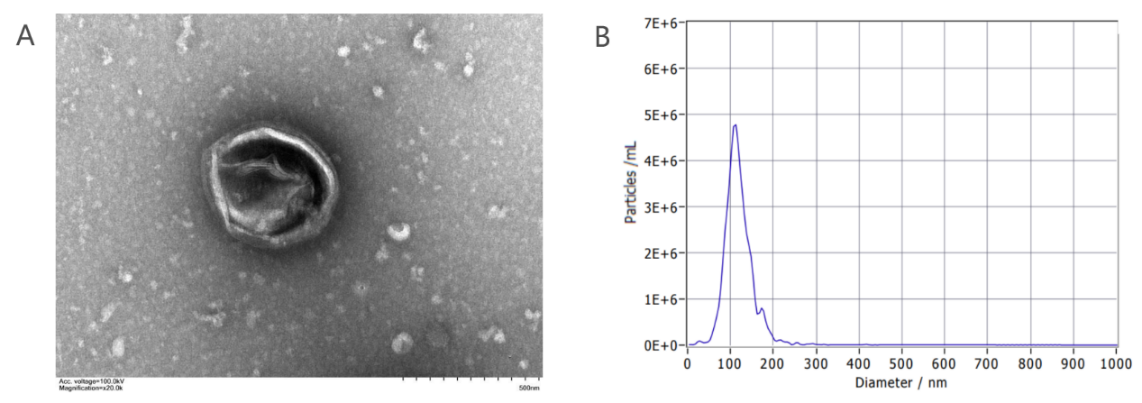 A
Acc. voltage=100.0kV
Magnification=x20.0k
500nm
B
Particles /mL
7E+6
6E+6
5E+6
4E+6
3E+6
2E+6
1E+6
0E+0
0 100 200 300 400 500 600 700 800 900 1000
Diameter / nm